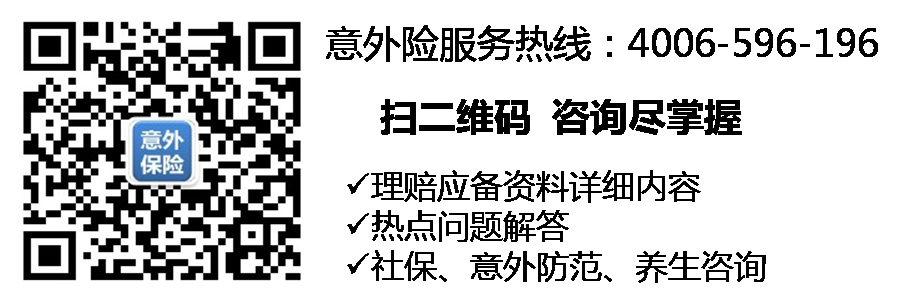 意外险服务热线：4006-596-196
扫二维码 咨询尽掌握
意外
保险
✓理赔应备资料详细内容
✓热点问题解答
✓社保、意外防范、养生咨询